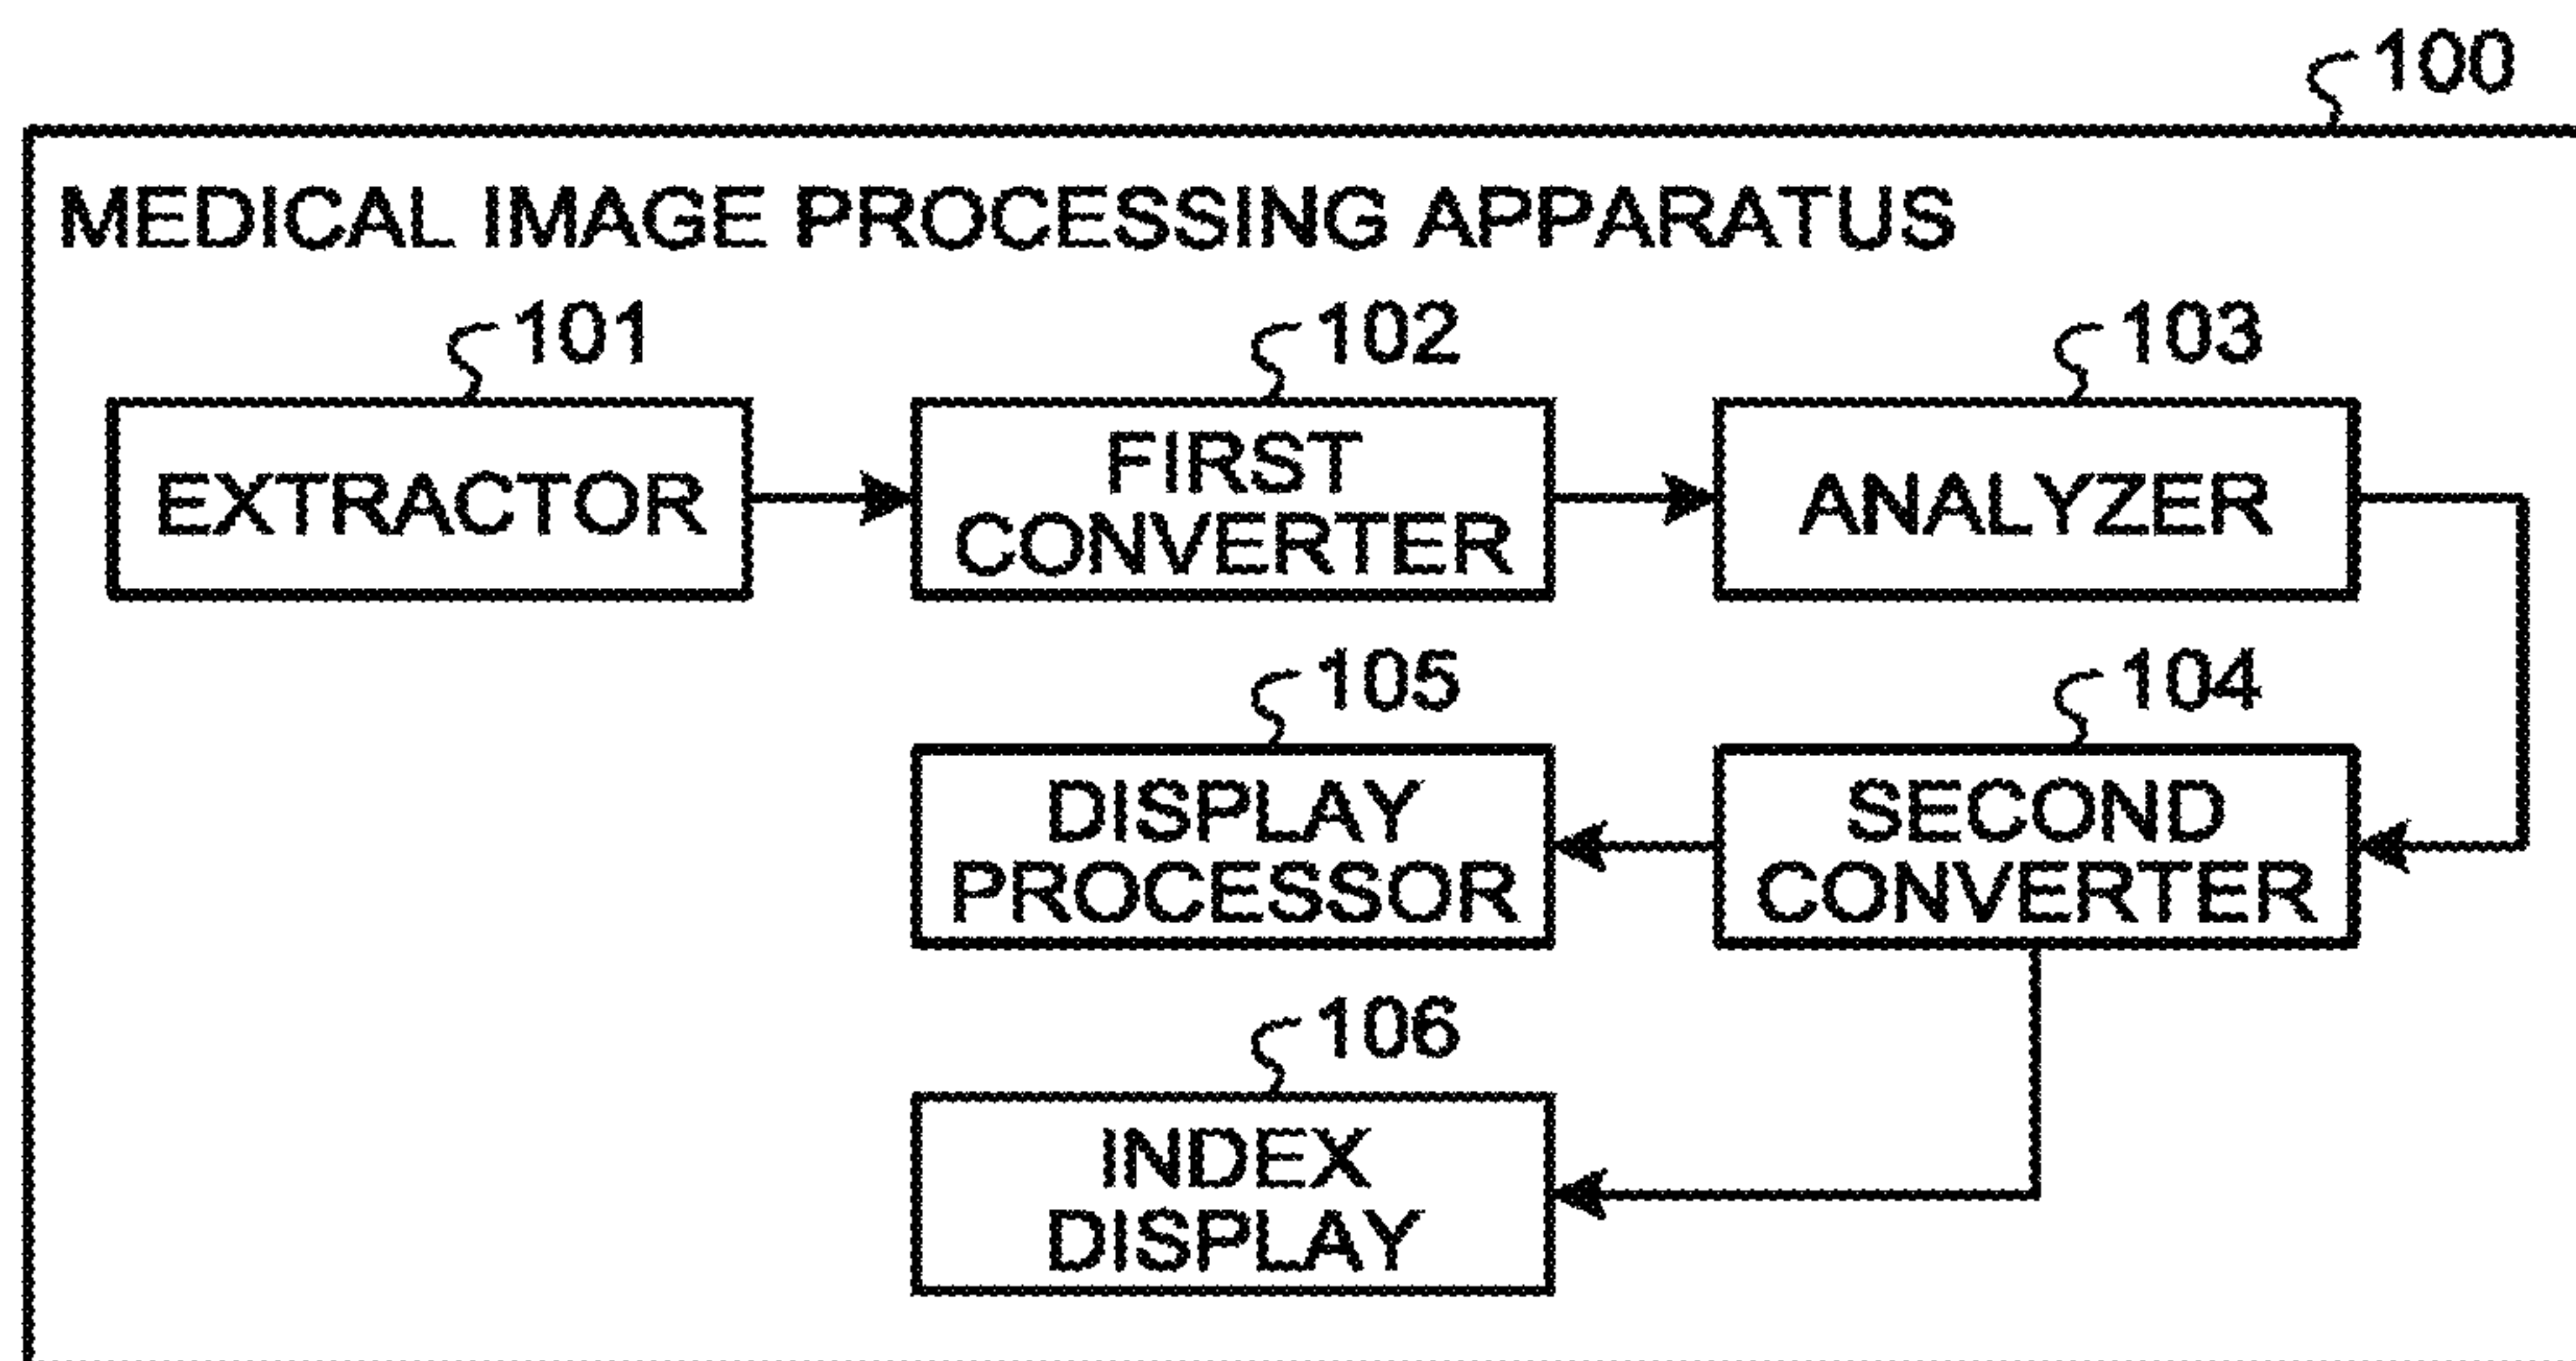 100
MEDICAL IMAGE PROCESSING APPARATUS
101
102
103
EXTRACTOR
FIRST
CONVERTER
ANALYZER
105
104
DISPLAY
PROCESSOR
SECOND
CONVERTER
106
INDEX
DISPLAY